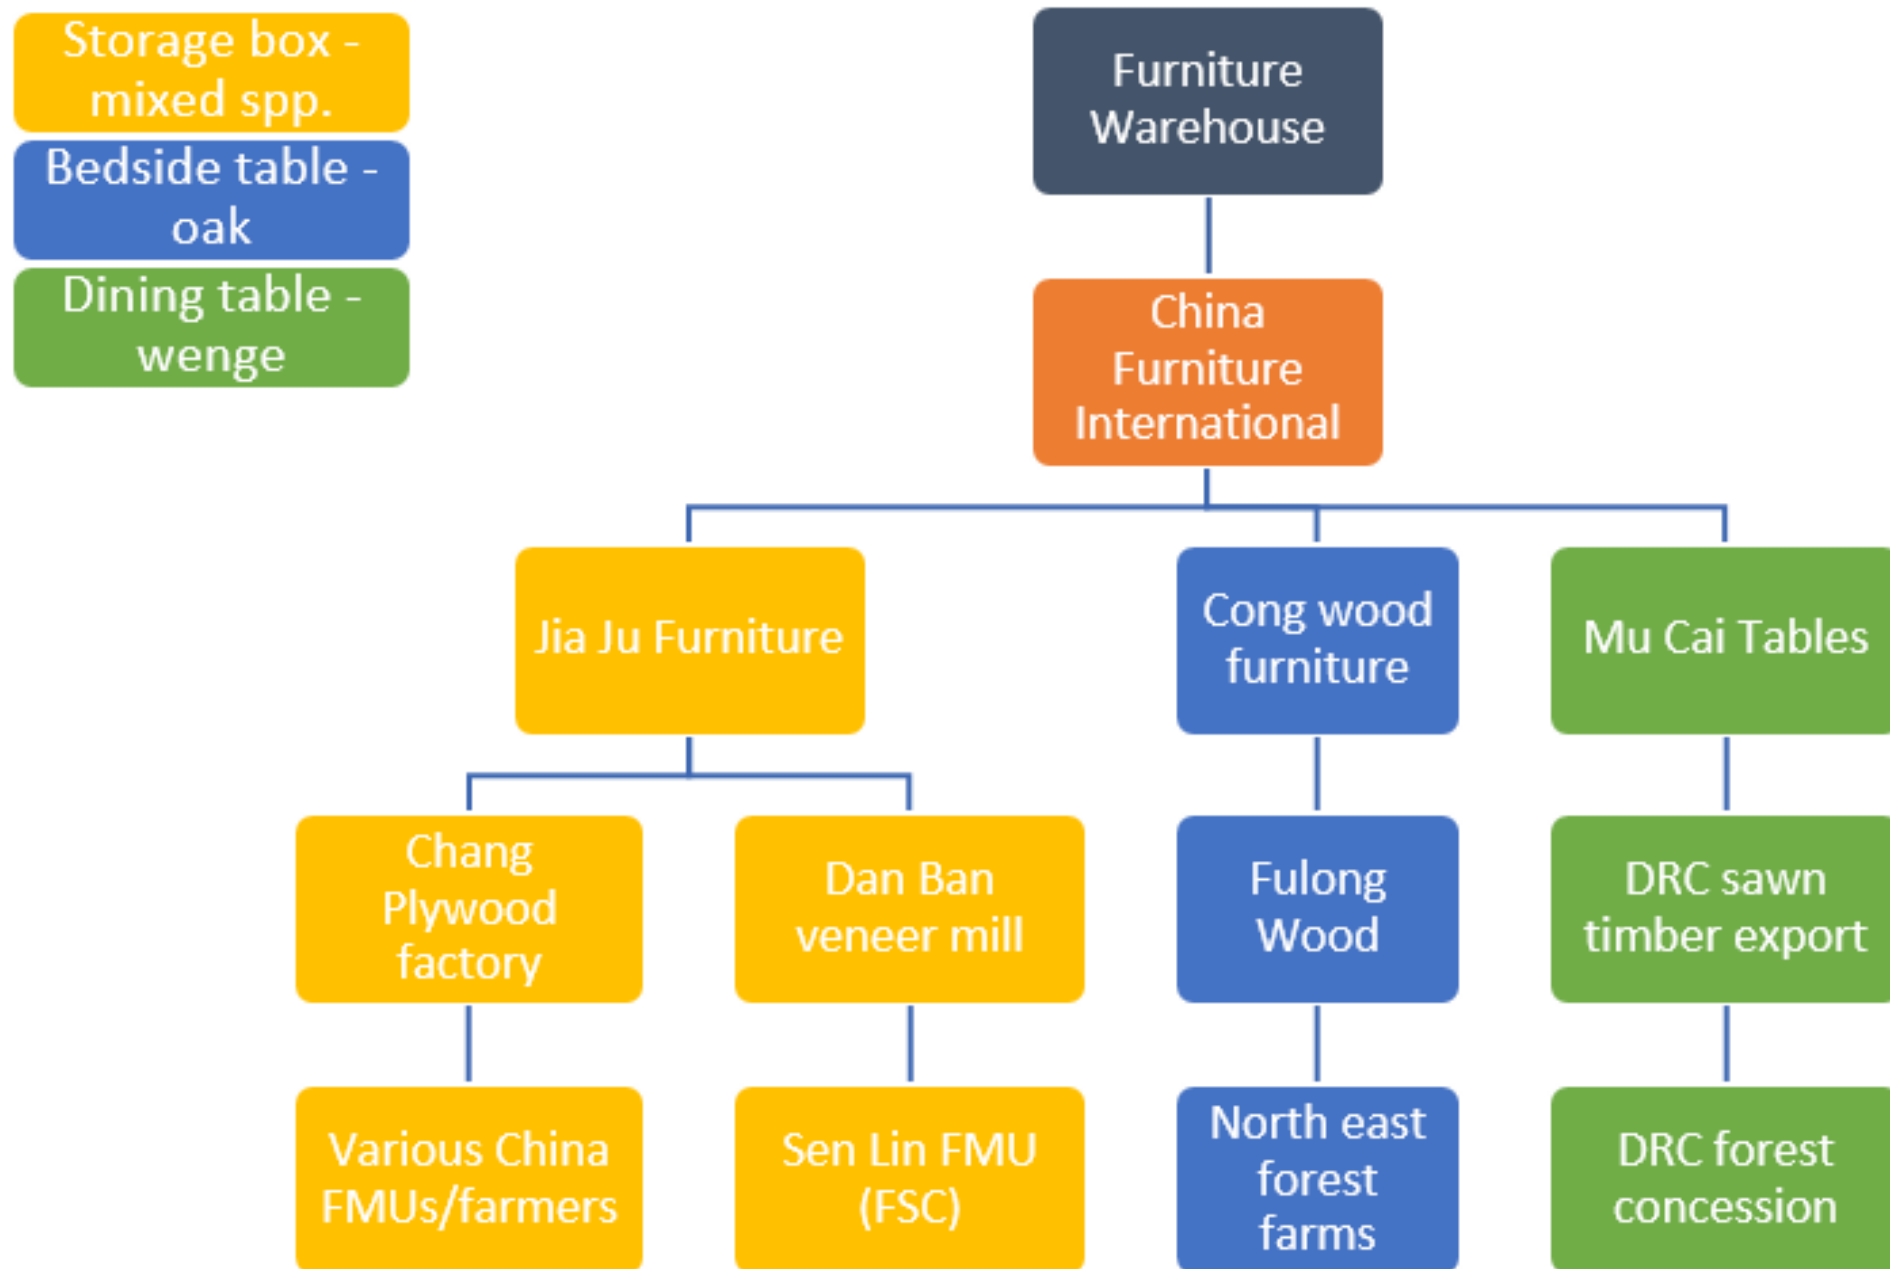 Storage box -
mixed spp.
Bedside table -
oak
Dining table -
wenge
Furniture
Warehouse
China
Furniture
International
Jia Ju Furniture
Cong wood
furniture
Mu Cai Tables
Chang
Plywood
factory
Dan Ban
veneer mill
Fulong
Wood
DRC sawn
timber export
Various China
FMUs/farmers
Sen Lin FMU
(FSC)
North east
forest
farms
DRC forest
concession